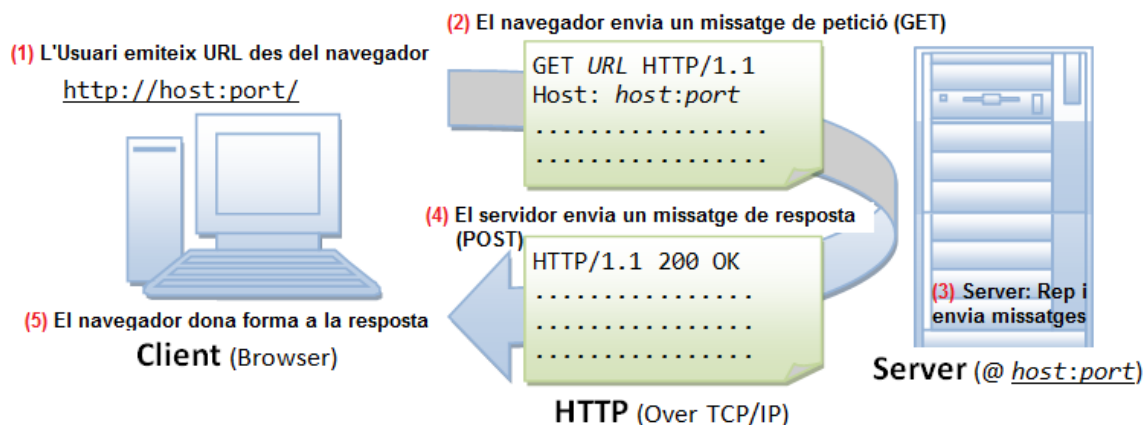 (1) L'Usuari emiteix URL des del navegador
http://host:port/
(2) El navegador envia un missatge de petició (GET)
GET URL HTTP/1.1
Host: host:port
.................
.................
(3) Server: Rep i
envia missatges
Server (@ host:port)
(4) El servidor envia un missatge de resposta
(POST)
HTTP/1.1 200 OK
................
................
................
(5) El navegador dona forma a la resposta
Client (Browser)
HTTP (Over TCP/IP)